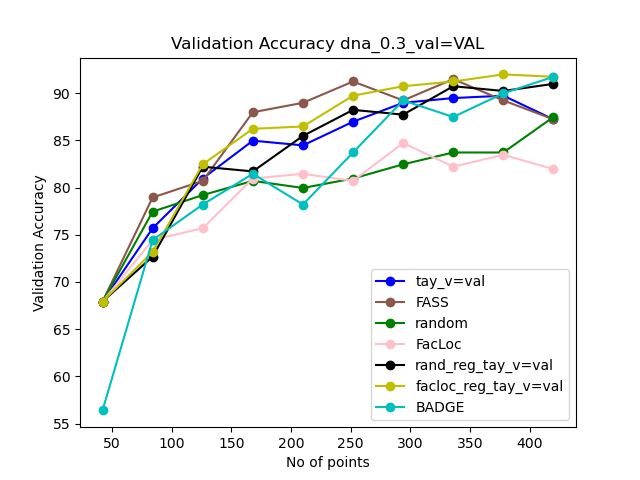 Validation Accuracy dna_0.3_val=VAL
Validation Accuracy
90
85
80
75
70
65
60
55
tay_v=val
FASS
random
FacLoc
rand_reg_tay_v=val
facloc_reg_tay_v=val
BADGE
50 100 150 200 250 300 350 400
No of points